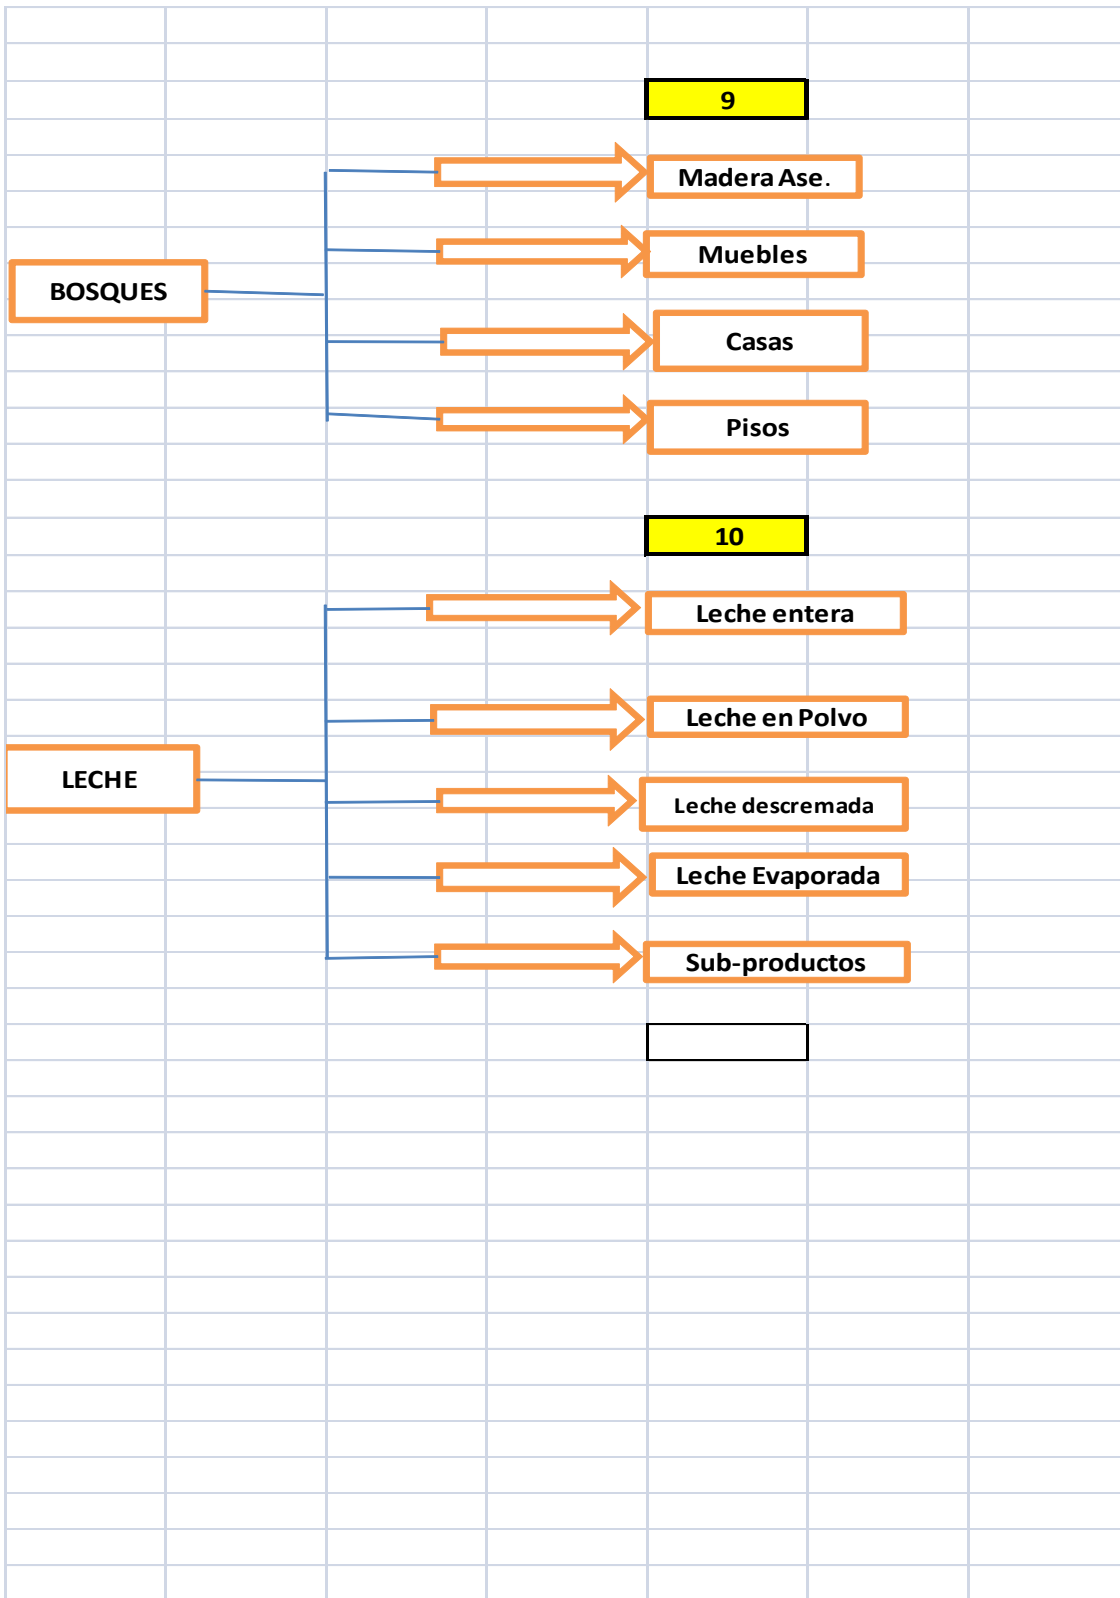 9
Madera Ase.
Muebles
BOSQUES
Casas
Pisos
10
Leche entera
Leche en Polvo
LECHE
Leche descremada
Leche Evaporada
Sub-productos